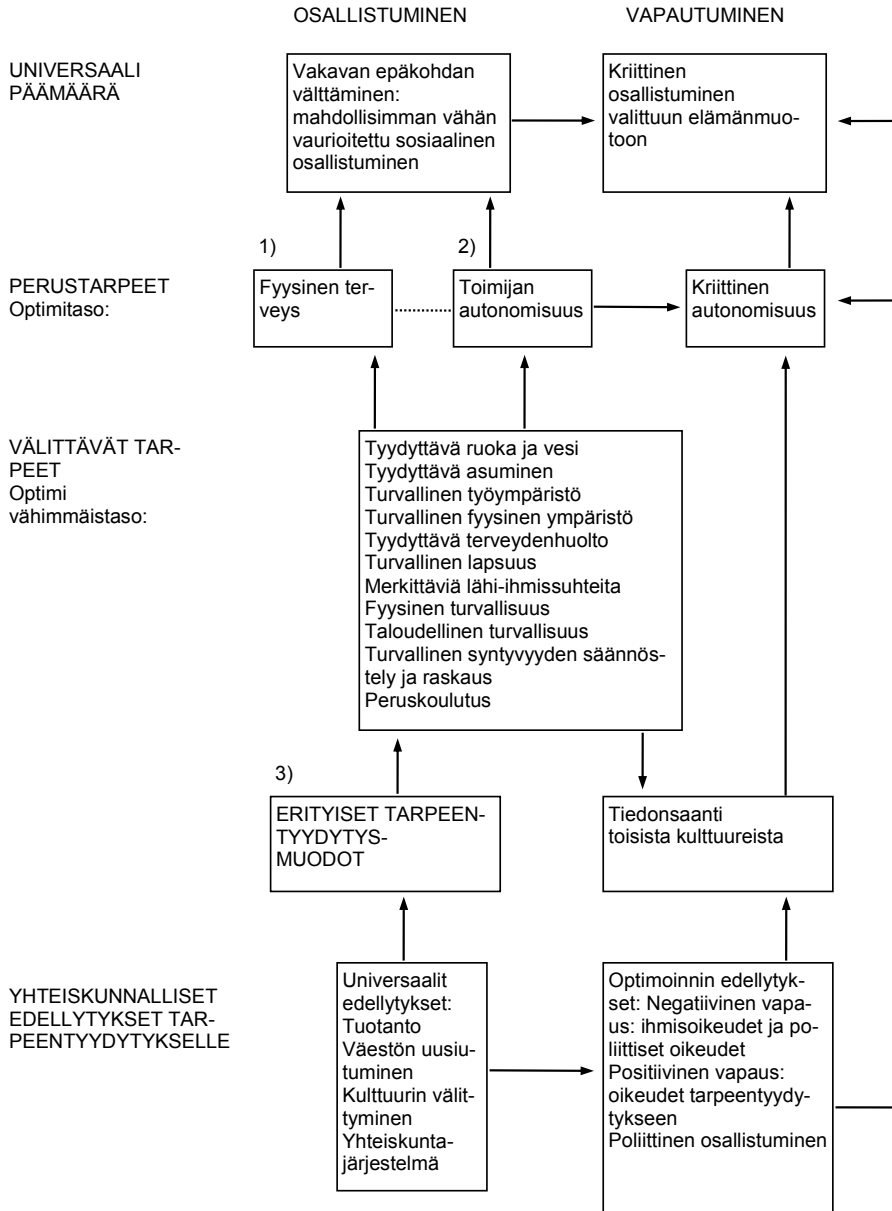 OSALLISTUMINEN
VAPAUTUMINEN
UNIVERSAALI
PÄÄMÄÄRÄ
Vakavan epäkohdan
välttäminen:
mahdollisimman vähän
vaurioitettu sosiaalinen
osallistuminen
Kriittinen
osallistuminen
valittuun elämänmuo-
toon
1)
2)
PERUSTARPEET
Optimitaso:
Fyysinen ter-
veys
Toimijan
autonomisuus
Kriittinen
autonomisuus
VÄLITTÄVÄT TAR-
PEET
Optimi
vähimmäistaso:
Tyydyttävä ruoka ja vesi
Tyydyttävä asuminen
Turvallinen työympäristö
Turvallinen fyysinen ympäristö
Tyydyttävä terveydenhuolto
Turvallinen lapsuus
Merkittäviä lähi-ihmissuhteita
Fyysinen turvallisuus
Taloudellinen turvallisuus
Turvallinen syntyvyyden säännös-
tely ja raskaus
Peruskoulutus
3)
ERITYISET TARPEEN-
TYYDYTYS-
MUODOT
Tiedonsaanti
toisista kulttuureista
YHTEISKUNNALLISET
EDELLYTYKSET TAR-
PEENTYYDYTYKSELLE
Universaalit
edellytykset:
Tuotanto
Väestön uusiu-
tuminen
Kulttuurin välit-
tyminen
Yhteiskunta-
järjestelmä
Optimoinnin edellytyk-
set: Negatiivinen vapa-
us: ihmisoikeudet ja po-
liittiset oikeudet
Positiivinen vapaus:
oikeudet tarpeentyydy-
tykseen
Poliittinen osallistuminen